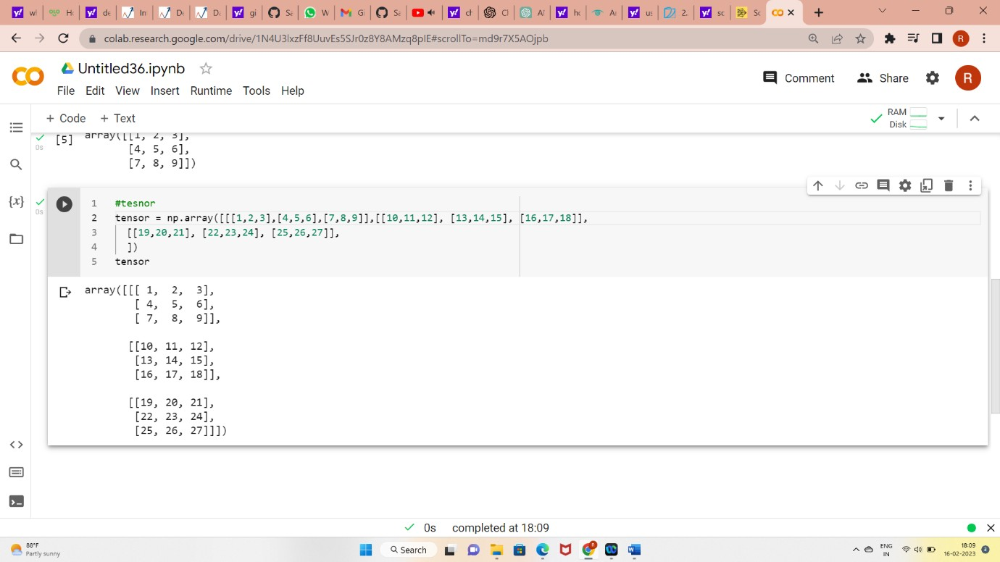 colab.research.google.com/drive/1N4U3lxzFf8UuvEs5SJr0z8Y8AMzq8pIE#scrollTo=md9r7X5AOjpb
R
CO
Untitled36.ipynb
File Edit View Insert Runtime Tools Help
Comment
Share
R
+ Code + Text
RAM
Disk
[5]
0s
array([[1, 2, 3],
[4, 5, 6],
[7, 8, 9]])
{x}
0s
1 #tesnor
2 tensor = np.array([[[1,2,3],[4,5,6],[7,8,9]],[[10,11,12], [13,14,15], [16,17,18]],
3 [[19,20,21], [22,23,24], [25,26,27]],
4 ])
5 tensor
array([[[ 1, 2, 3],
[ 4, 5, 6],
[ 7, 8, 9]],
[[10, 11, 12],
[13, 14, 15],
[16, 17, 18]],
[[19, 20, 21],
[22, 23, 24],
[25, 26, 27]]])
0s completed at 18:09
88°F
Partly sunny
Search
ENG
IN
18:09
16-02-2023
3